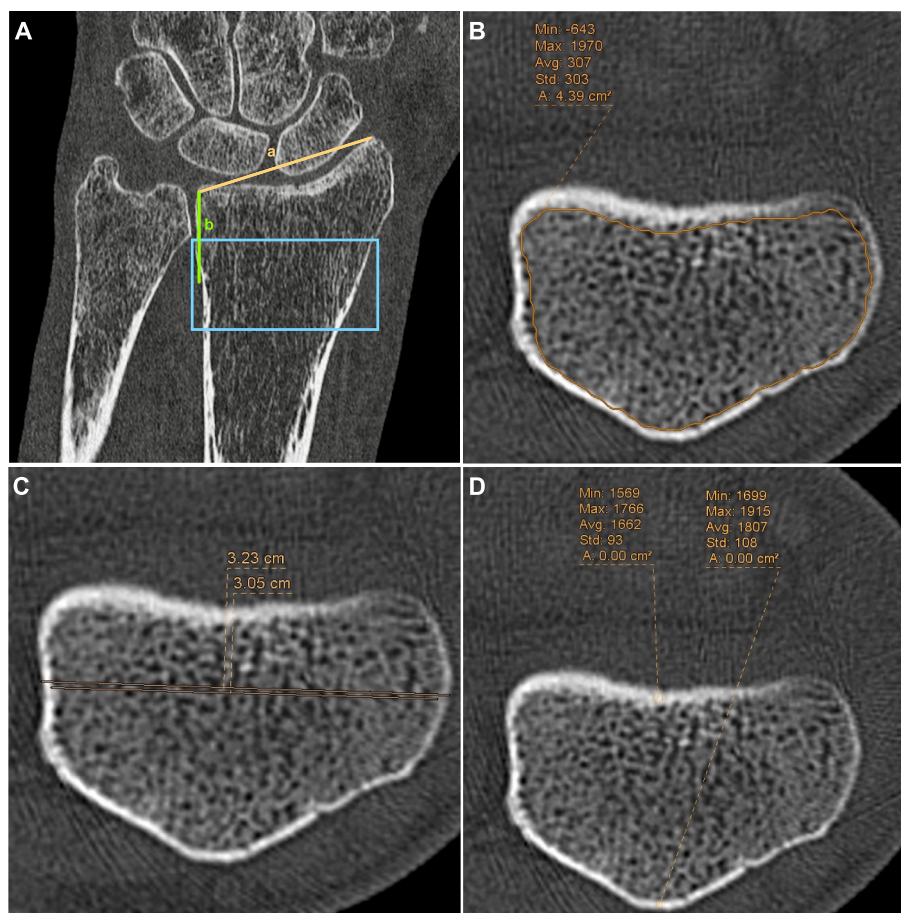 A
a
b
B
Min: -643
Max: 1970
Avg: 307
Std: 303
A: 4.39 cm²
C
3.23 cm
3.05 cm
D
Min: 1569
Max: 1766
Avg: 1662
Std: 93
A: 0.00 cm²
Min: 1699
Max: 1915
Avg: 1807
Std: 108
A: 0.00 cm²